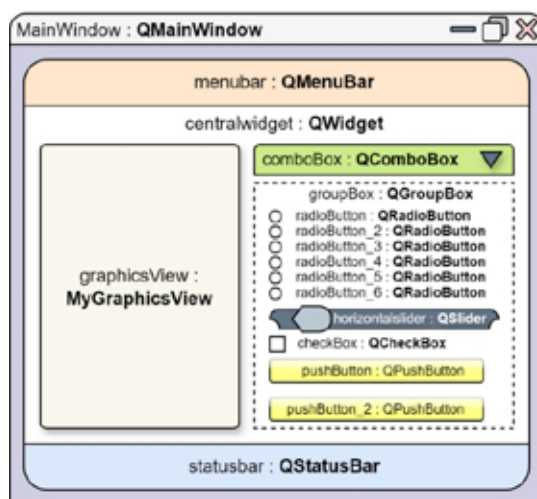 MainWindow : QMainWindow
menubar : QMenuBar
centralwidget : QWidget
graphicsView :
MyGraphicsView
comboBox : QComboBox
groupBox : QGroupBox
radioButton : QRadioButton
radioButton_2 : QRadioButton
radioButton_3 : QRadioButton
radioButton_4 : QRadioButton
radioButton_5 : QRadioButton
radioButton_6 : QRadioButton
horizontalslider : QSlider
checkBox : QCheckBox
pushButton : QPushButton
pushButton_2 : QPushButton
statusbar : QStatusBar